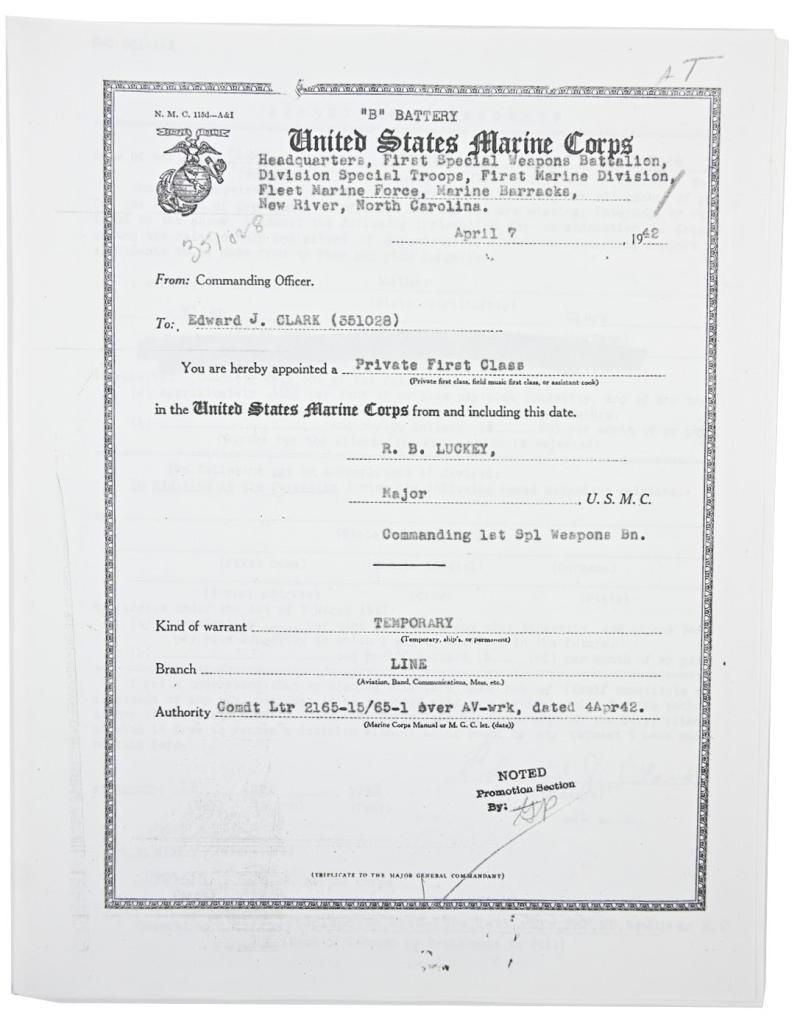 AT
N. M. C. 115d—A&I
"B" BATTERY
United States Marine Corps
Headquarters, First Special Weapons Battalion,
Division Special Troops, First Marine Division,
Fleet Marine Force, Marine Barracks,
New River, North Carolina.
351028
April 7, 1942
From: Commanding Officer.
To: Edward J. CLARK (351028)
You are hereby appointed a Private First Class
(Private first class, field music first class, or assistant cook)
in the United States Marine Corps from and including this date.
R. B. LUCKEY,
Major, U. S. M. C.
Commanding 1st Spl Weapons Bn.
Kind of warrant TEMPORARY
(Temporary, ship's, or permanent)
Branch LINE
(Aviation, Band, Communications, Mess, etc.)
Authority Comdt Ltr 2165-15/65-1 over AV-wrk, dated 4Apr42.
(Marine Corps Manual or M. G. C. let. (date))
NOTED
Promotion Section
By:
(TRIPLICATE TO THE MAJOR GENERAL COMMANDANT)